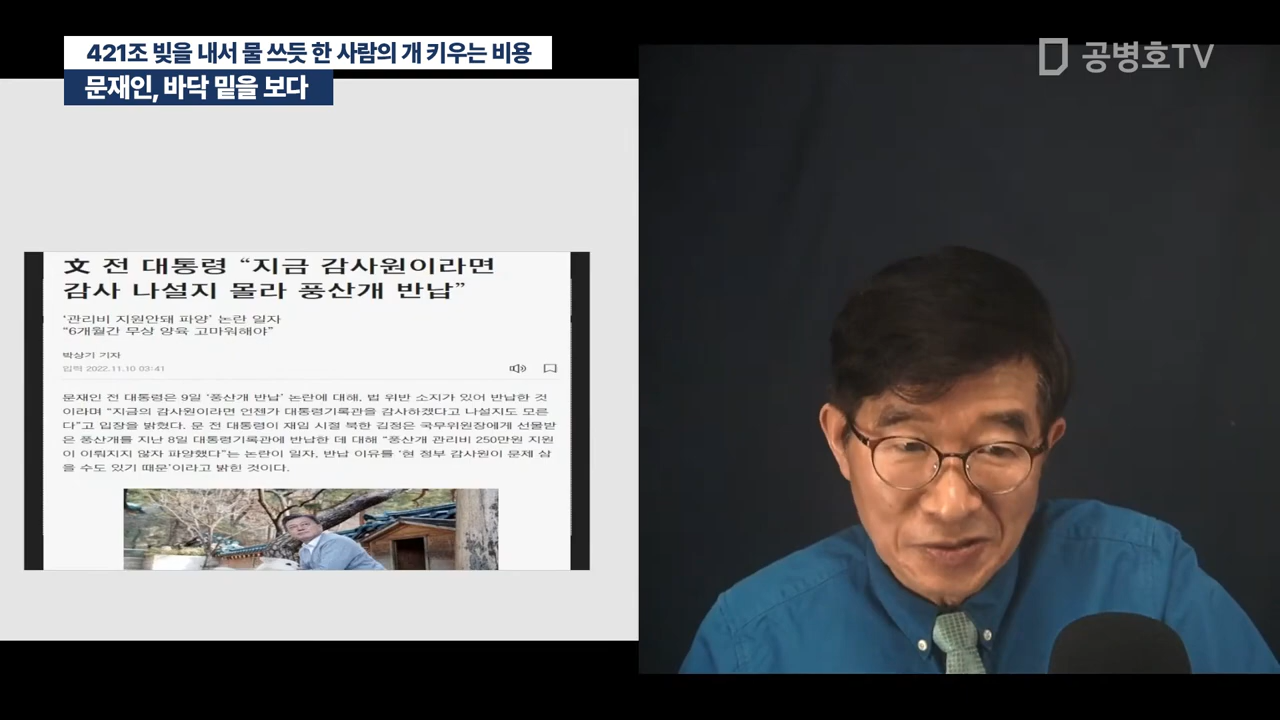 421조 빚을 내서 물 쓰듯 한 사람의 개 키우는 비용
문재인, 바닥 밑을 보다
공병호TV
文 전 대통령 “지금 감사원이라면
감사 나설지 몰라 풍산개 반납”
‘관리비 지원안돼 파양’ 논란 일자
“6개월간 무상 양육 고마워해야”
박상기 기자
입력 2022.11.10 03:41
문재인 전 대통령은 9일 ‘풍산개 반납’ 논란에 대해, 법 위반 소지가 있어 반납한 것
이라며 “지금의 감사원이라면 언젠가 대통령기록관을 감사하겠다고 나설지도 모른
다”고 입장을 밝혔다. 문 전 대통령이 재임 시절 북한 김정은 국무위원장에게 선물받
은 풍산개를 지난 8일 대통령기록관에 반납한 데 대해 “풍산개 관리비 250만원 지원
이 이뤄지지 않자 파양했다”는 논란이 일자, 반납 이유를 ‘현 정부 감사원이 문제 삼
을 수도 있기 때문’이라고 밝힌 것이다.